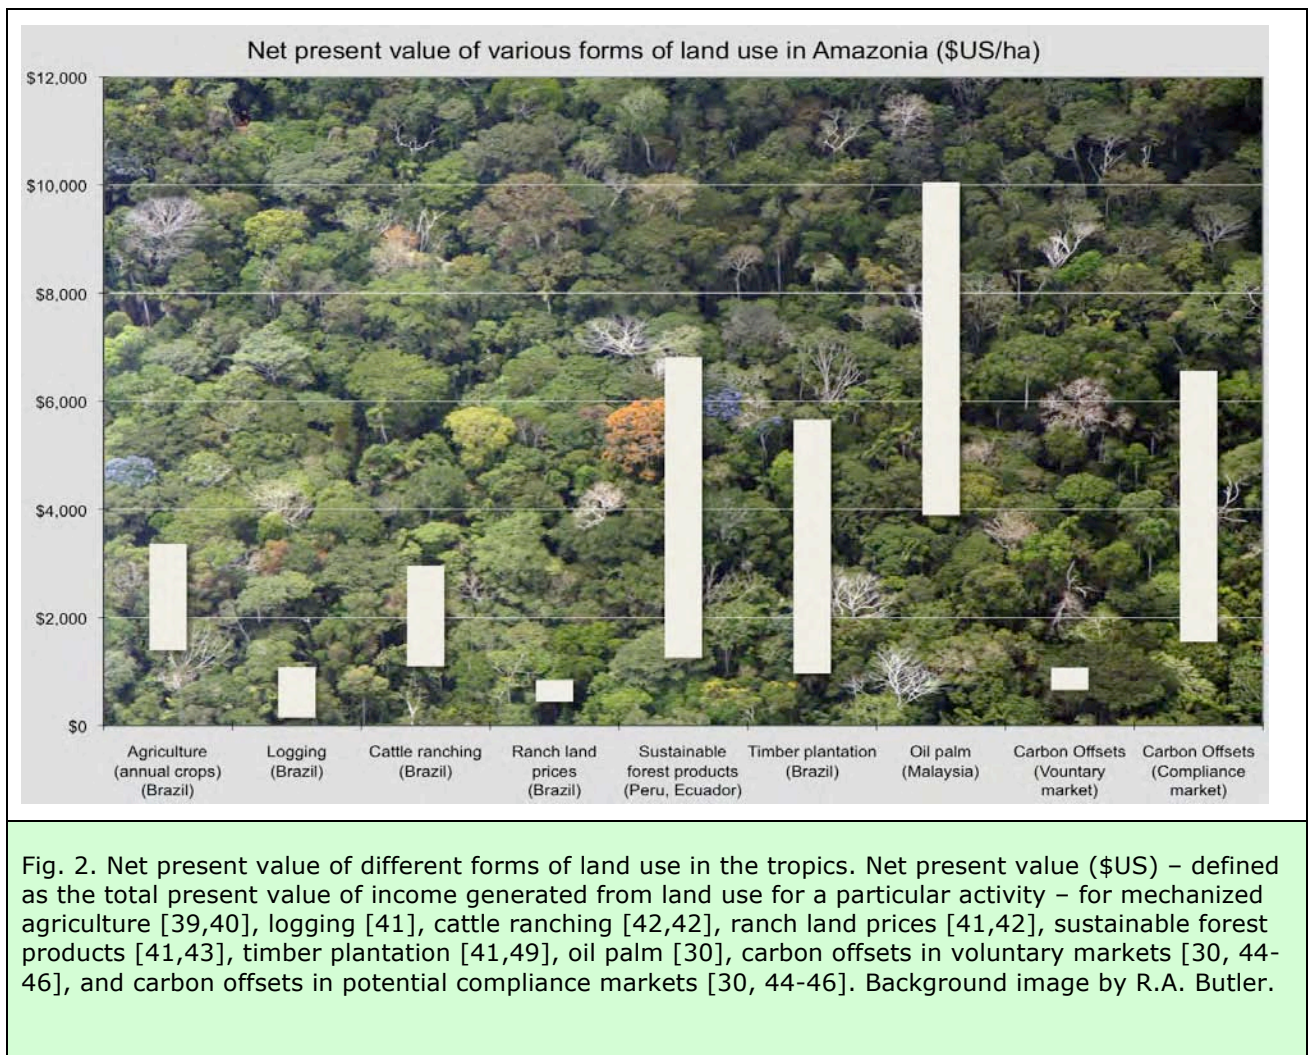 Net present value of various forms of land use in Amazonia ($US/ha)
$12,000
$10,000
$8,000
$6,000
$4,000
$2,000
$0
Agriculture
(annual crops)
(Brazil)
Logging
(Brazil)
Cattle ranching
(Brazil)
Ranch land
prices
(Brazil)
Sustainable
forest products
(Peru, Ecuador)
Timber plantation
(Brazil)
Oil palm
(Malaysia)
Carbon Offsets
(Vountary
market)
Carbon Offsets
(Compliance
market)
Fig. 2. Net present value of different forms of land use in the tropics. Net present value ($US) – defined
as the total present value of income generated from land use for a particular activity – for mechanized
agriculture [39,40], logging [41], cattle ranching [42,42], ranch land prices [41,42], sustainable forest
products [41,43], timber plantation [41,49], oil palm [30], carbon offsets in voluntary markets [30, 44-
46], and carbon offsets in potential compliance markets [30, 44-46]. Background image by R.A. Butler.